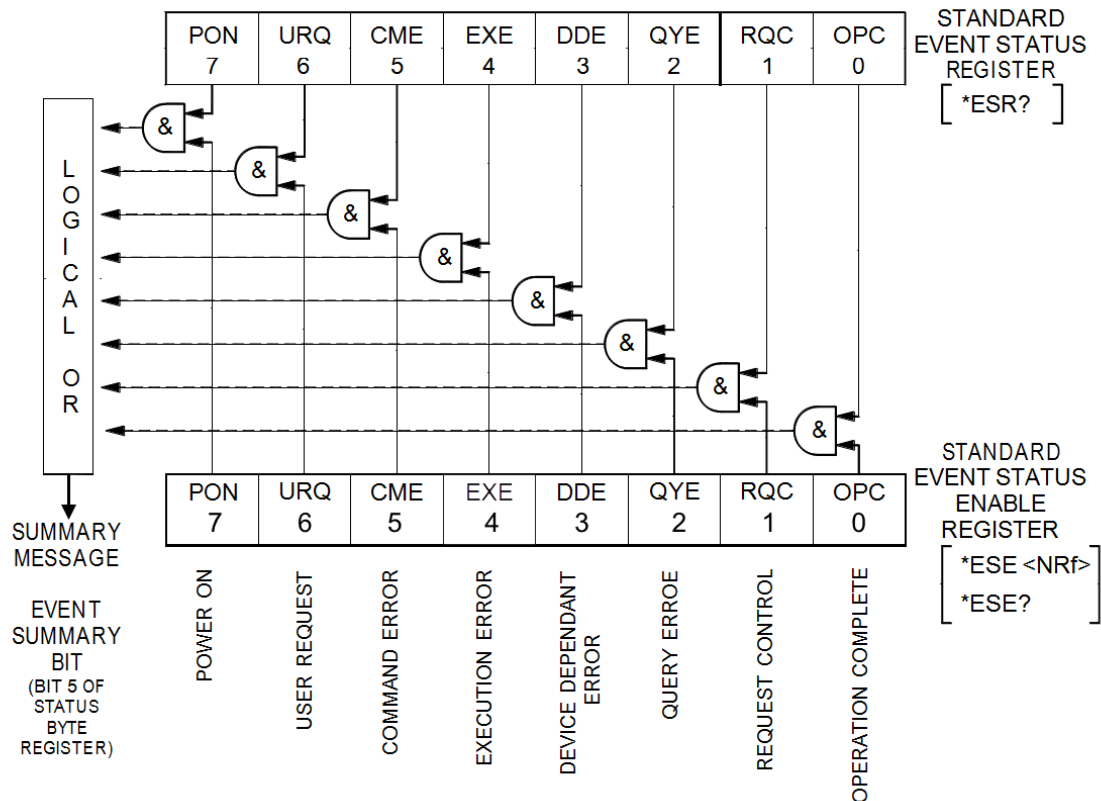 PON URQ CME EXE DDE QYE RQC OPC
7 6 5 4 3 2 1 0
STANDARD
EVENT STATUS
REGISTER
*ESR?
&
&
&
&
&
&
&
&
LOGICAL OR
SUMMARY
MESSAGE
EVENT
SUMMARY
BIT
(BIT 5 OF
STATUS
BYTE
REGISTER)
PON URQ CME EXE DDE QYE RQC OPC
7 6 5 4 3 2 1 0
STANDARD
EVENT STATUS
ENABLE
REGISTER
*ESE <NRf>
*ESE?
POWER ON
USER REQUEST
COMMAND ERROR
EXECUTION ERROR
DEVICE DEPENDANT
ERROR
QUERY ERROE
REQUEST CONTROL
OPERATION COMPLETE